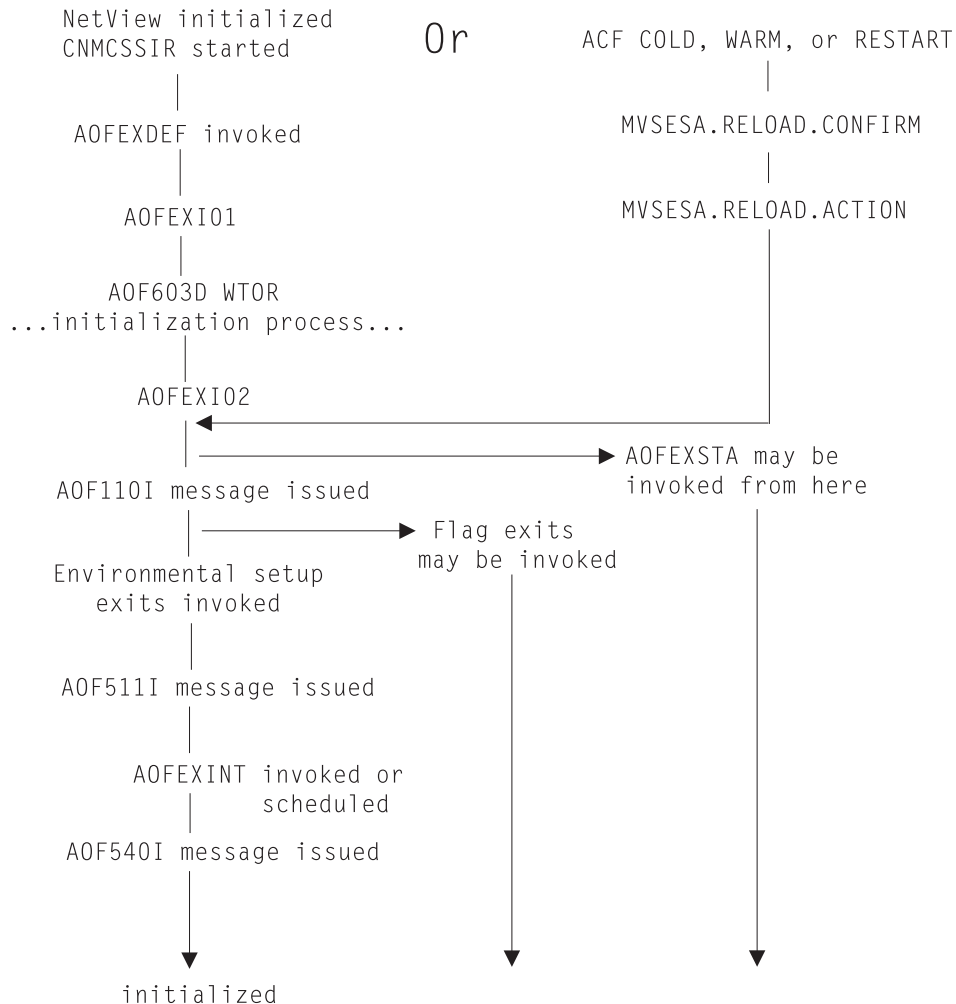 NetView initialized
CNMCSSIR started
Or
ACF COLD, WARM, or RESTART
AOFEXDEF invoked
MVSESA.RELOAD.CONFIRM
AOFEXI01
MVSESA.RELOAD.ACTION
AOF603D WTOR
...initialization process...
AOFEXI02
AOFEXSTA may be
invoked from here
AOF110I message issued
Flag exits
may be invoked
Environmental setup
exits invoked
AOF511I message issued
AOFEXINT invoked or
scheduled
AOF540I message issued
initialized